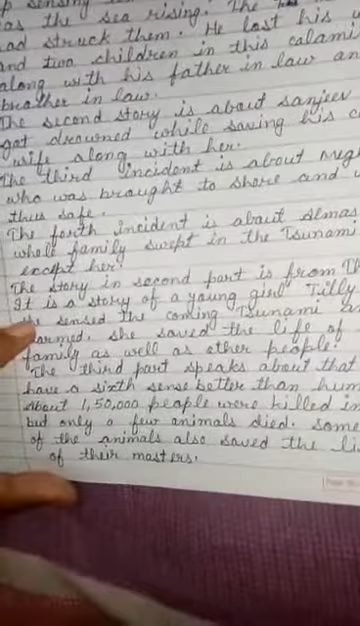 as the sea rising. The
had struck them. He lost his
and two children in this calami
along with his father in law an
brother in law.
The second story is about sanjeev
got drowned while saving his
wife along with her.
The third incident is about Megh
who was brought to shore and
thus safe.
The forth incident is about Almas
whole family swept in the Tsunami
except her.
The story in second part is from Th
It is a story of a young girl Tilly
she sensed the coming Tsunami an
armed, she saved the life of
family as well as other people.
The third part speaks about that
have a sixth sense better than hum
About 1,50,000 people were killed in
but only a few animals died. Some
of the animals also saved the li
of their masters.